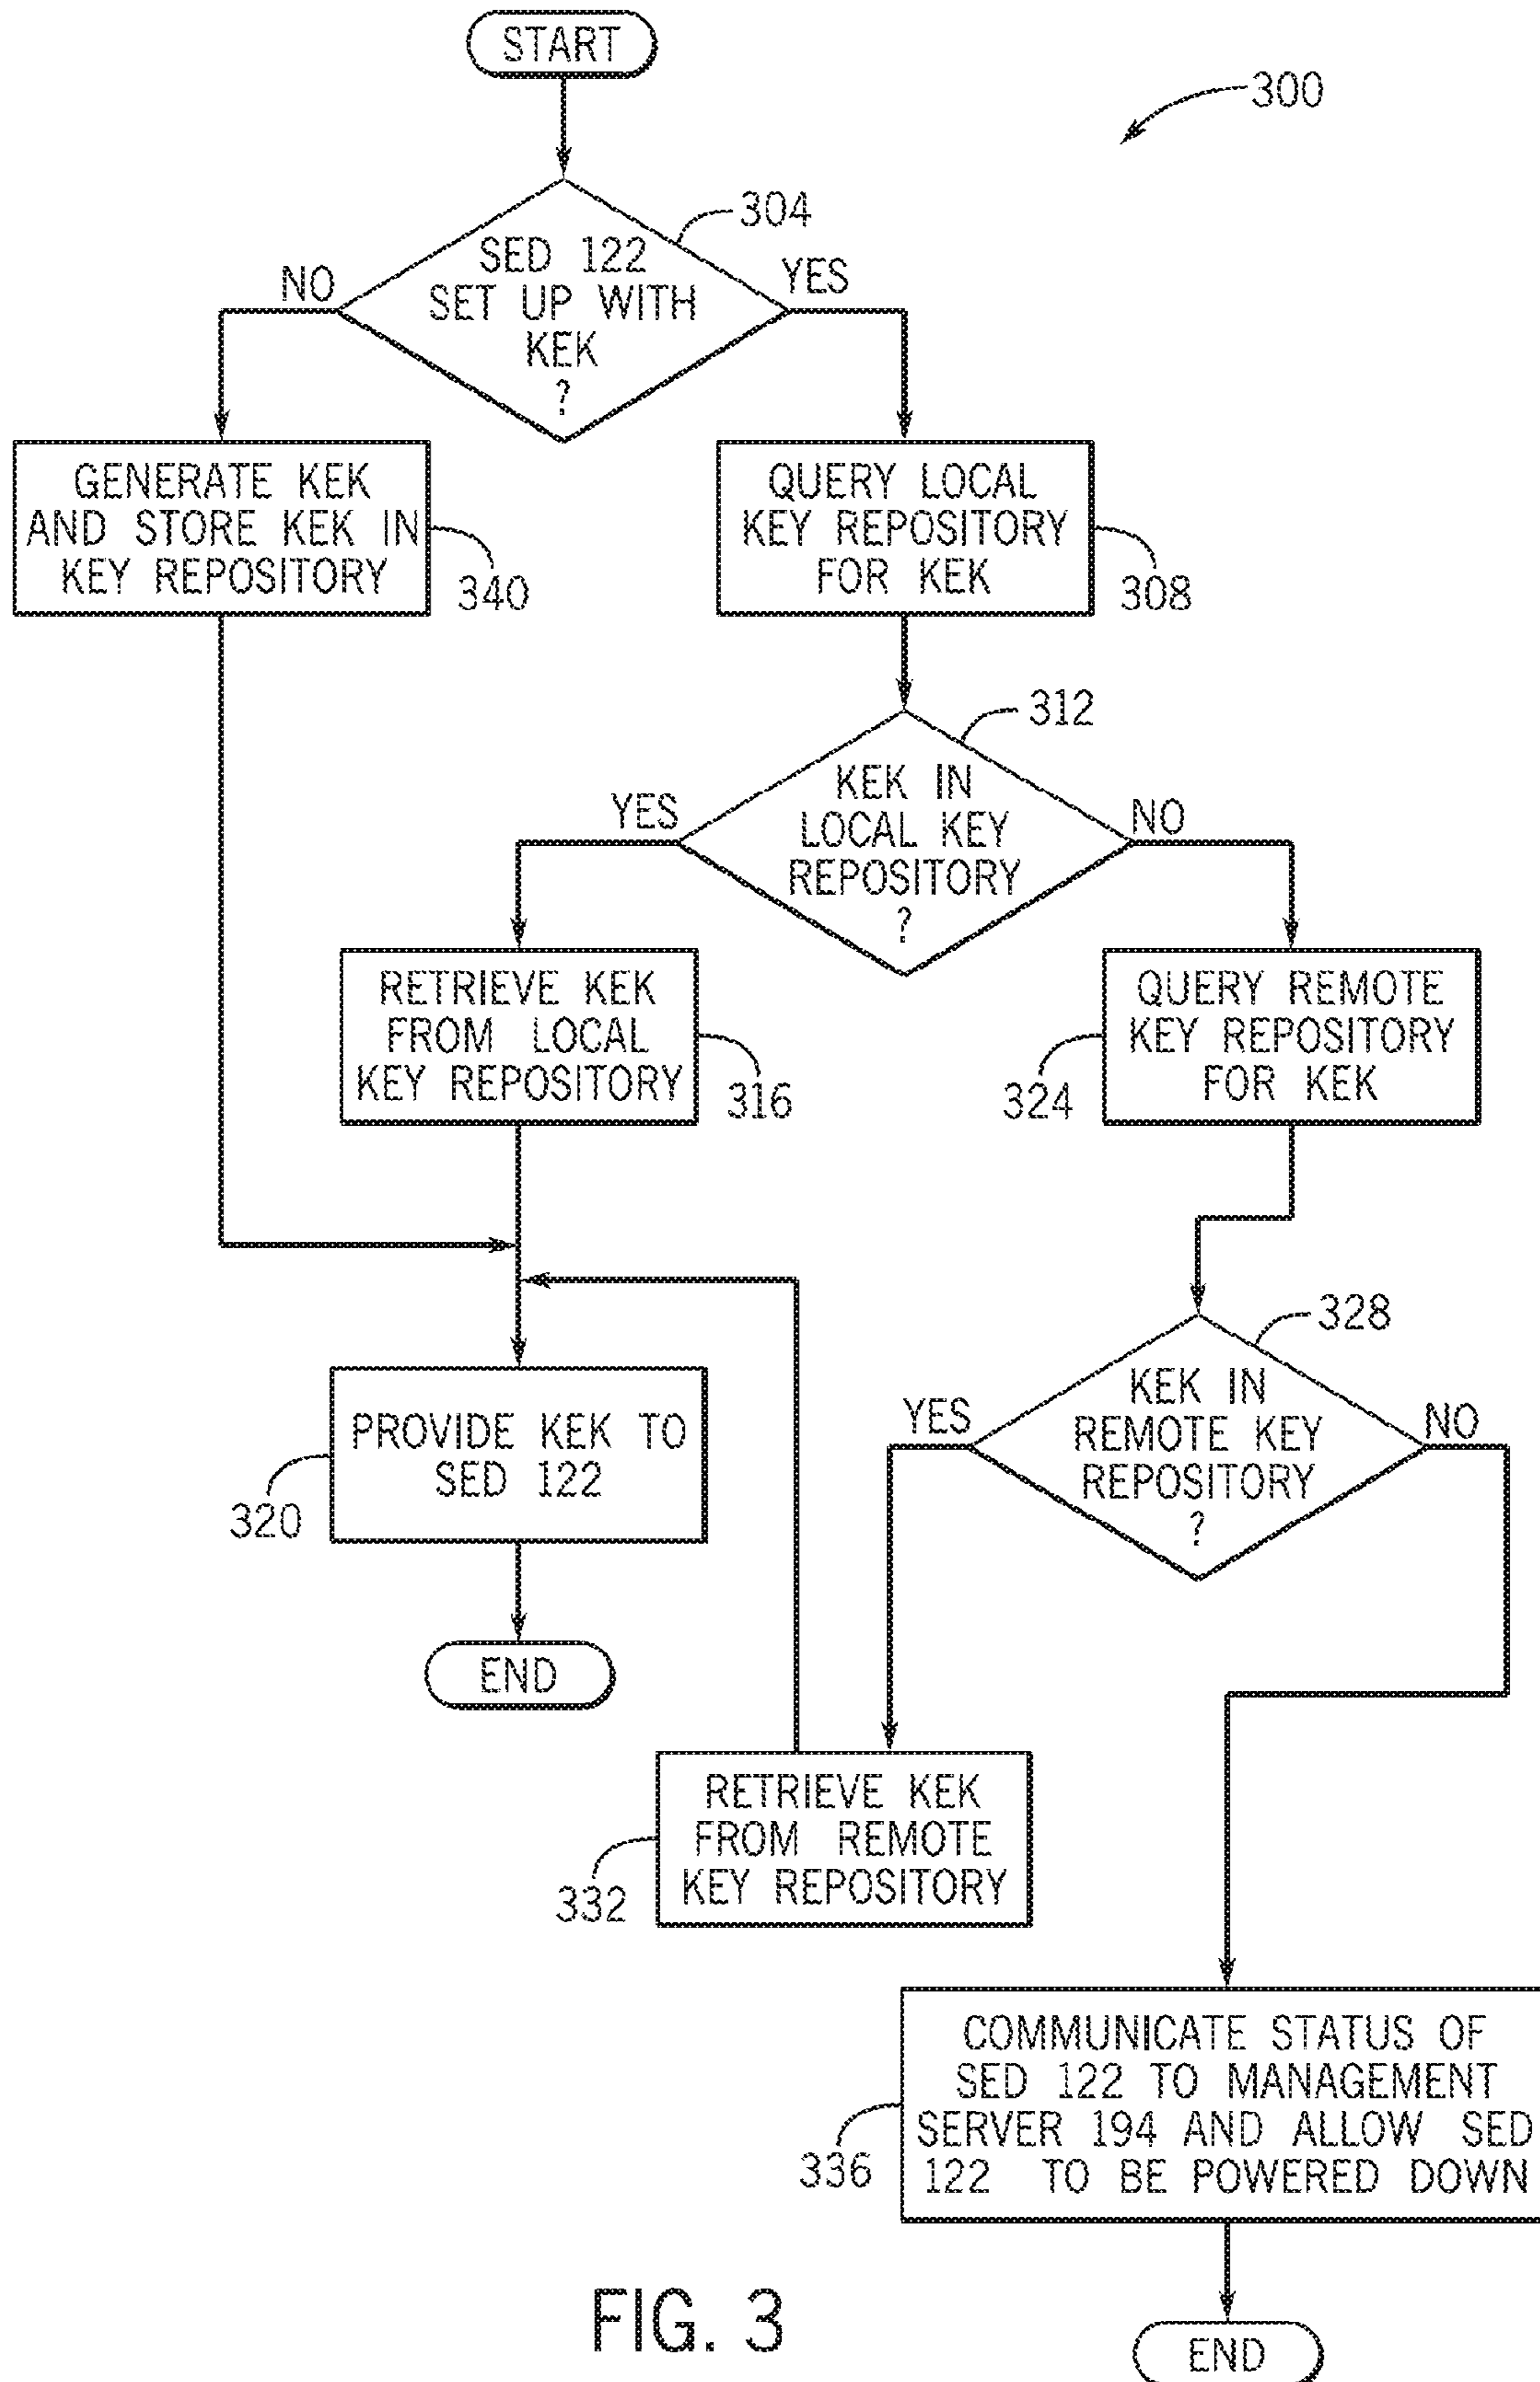 START
300
304
SED 122
SET UP WITH
KEK
?
NO
YES
GENERATE KEK
AND STORE KEK IN
KEY REPOSITORY
340
QUERY LOCAL
KEY REPOSITORY
FOR KEK
308
312
KEK IN
LOCAL KEY
REPOSITORY
?
YES
NO
RETRIEVE KEK
FROM LOCAL
KEY REPOSITORY
316
QUERY REMOTE
KEY REPOSITORY
FOR KEK
324
328
KEK IN
REMOTE KEY
REPOSITORY
?
YES
NO
PROVIDE KEK TO
SED 122
320
END
RETRIEVE KEK
FROM REMOTE
KEY REPOSITORY
332
COMMUNICATE STATUS OF
SED 122 TO MANAGEMENT
SERVER 194 AND ALLOW SED
122 TO BE POWERED DOWN
336
END
FIG. 3